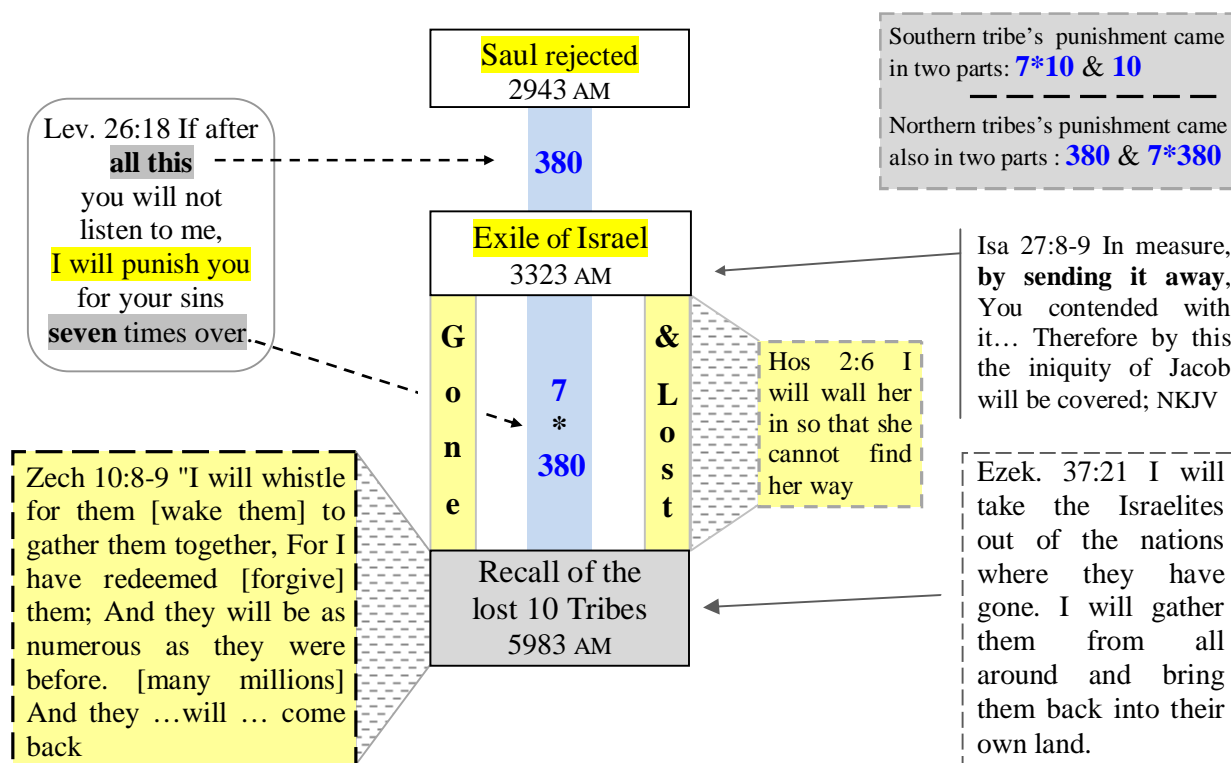 Saul rejected
2943 AM
Southern tribe's punishment came
in two parts: 7*10 & 10
Northern tribes's punishment came
also in two parts : 380 & 7*380
Lev. 26:18 If after
all this
you will not
listen to me,
I will punish you
for your sins
seven times over.
380
Exile of Israel
3323 AM
Isa 27:8-9 In measure,
by sending it away,
You contended with
it… Therefore by this
the iniquity of Jacob
will be covered; NKJV
G
o
n
e
7
*
380
&
L
o
s
t
Hos 2:6 I
will wall her
in so that she
cannot find
her way
Zech 10:8-9 "I will whistle
for them [wake them] to
gather them together, For I
have redeemed [forgive]
them; And they will be as
numerous as they were
before. [many millions]
And they …will … come
back
Recall of the
lost 10 Tribes
5983 AM
Ezek. 37:21 I will
take the Israelites
out of the nations
where they have
gone. I will gather
them from all
around and bring
them back into their
own land.